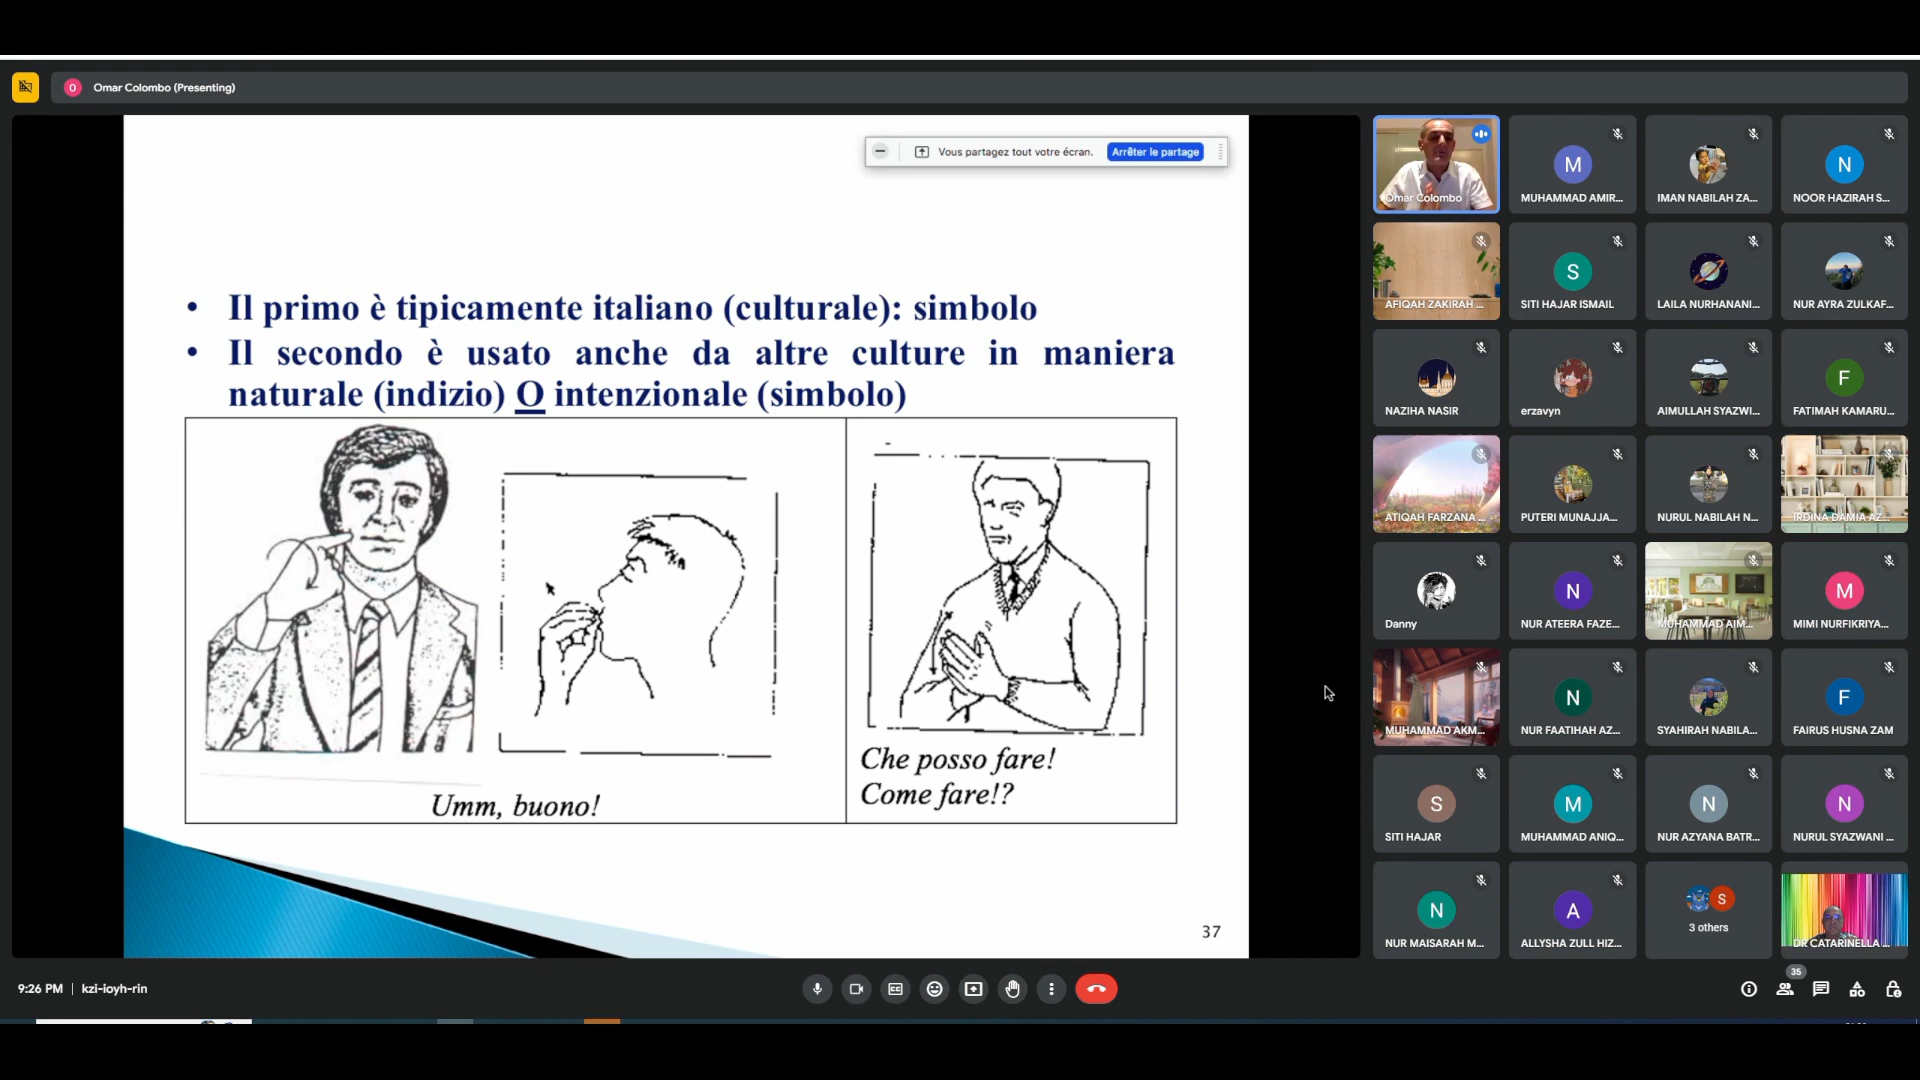 Omar Colombo (Presenting)
O
Vous partagez tout votre écran. Arrêter le partage
• Il primo è tipicamente italiano (culturale): simbolo
• Il secondo è usato anche da altre culture in maniera
naturale (indizio) O intenzionale (simbolo)
Umm, buono!
Che posso fare!
Come fare!?
37
Omar Colombo
M
MUHAMMAD AMIR...
IMAN NABILAH ZA...
N
NOOR HAZIRAH S...
AFIQAH ZAKIRAH ...
S
SITI HAJAR ISMAIL
LAILA NURHANANI...
NUR AYRA ZULKAF...
NAZIHA NASIR
erzavyn
AIMULLAH SYAZWI...
F
FATIMAH KAMARU...
ATIQAH FARZANA ...
PUTERI MUNAJJA...
NURUL NABILAH N...
IRDINA DAMIA AZ...
Danny
N
NUR ATEERA FAZE...
MUHAMMAD AIM...
M
MIMI NURFIKRIYA...
MUHAMMAD AKM...
N
NUR FAATIHAH AZ...
SYAHIRAH NABILA...
F
FAIRUS HUSNA ZAM
S
SITI HAJAR
M
MUHAMMAD ANIQ...
N
NUR AZYANA BATR...
N
NURUL SYAZWANI ...
N
NUR MAISARAH M...
A
ALLYSHA ZULL HIZ...
S
3 others
DR CATARINELLA ...
9:26 PM | kzi-ioyh-rin
35